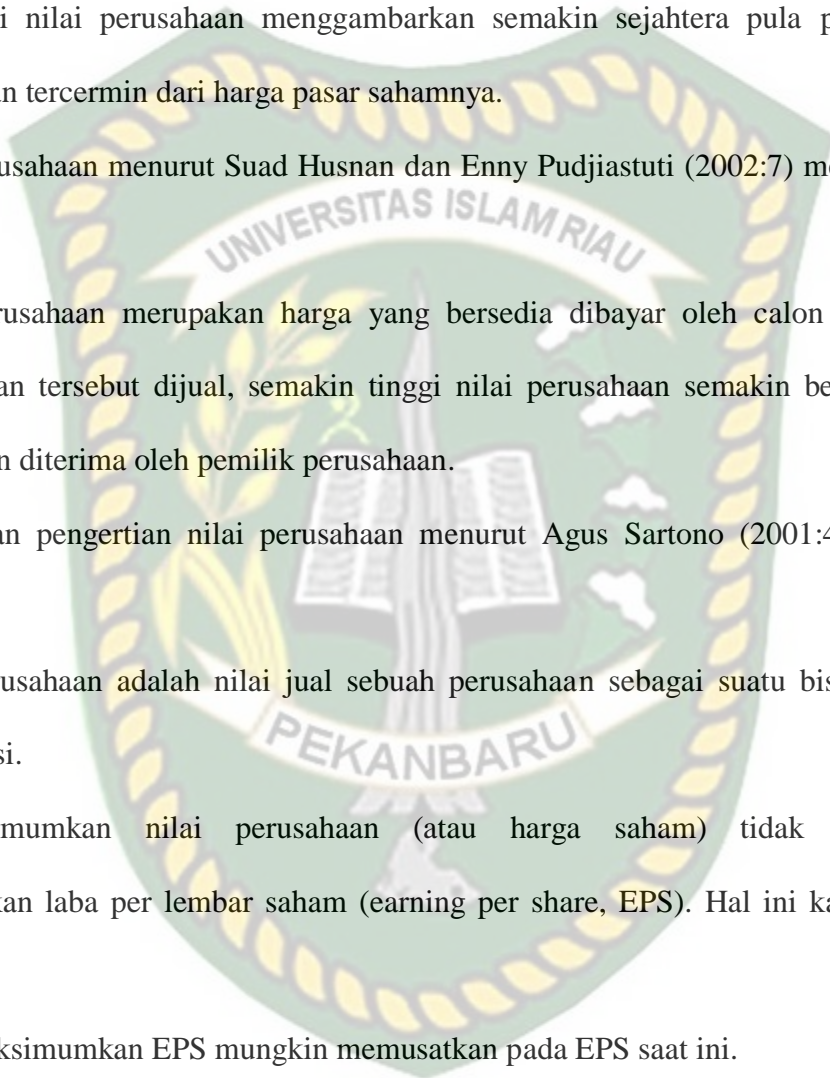 i nilai perusahaan menggambarkan semakin sejahtera pula p
n tercermin dari harga pasar sahamnya.
usahaan menurut Suad Husnan dan Enny Pudjiastuti (2002:7) me
UNIVERSITAS ISLAM RIAU
rusahaan merupakan harga yang bersedia dibayar oleh calon
an tersebut dijual, semakin tinggi nilai perusahaan semakin be
n diterima oleh pemilik perusahaan.
an pengertian nilai perusahaan menurut Agus Sartono (2001:4
usahaan adalah nilai jual sebuah perusahaan sebagai suatu bis
si.
PEKANBARU
mumkan nilai perusahaan (atau harga saham) tidak
kan laba per lembar saham (earning per share, EPS). Hal ini ka
ksimumkan EPS mungkin memusatkan pada EPS saat ini.